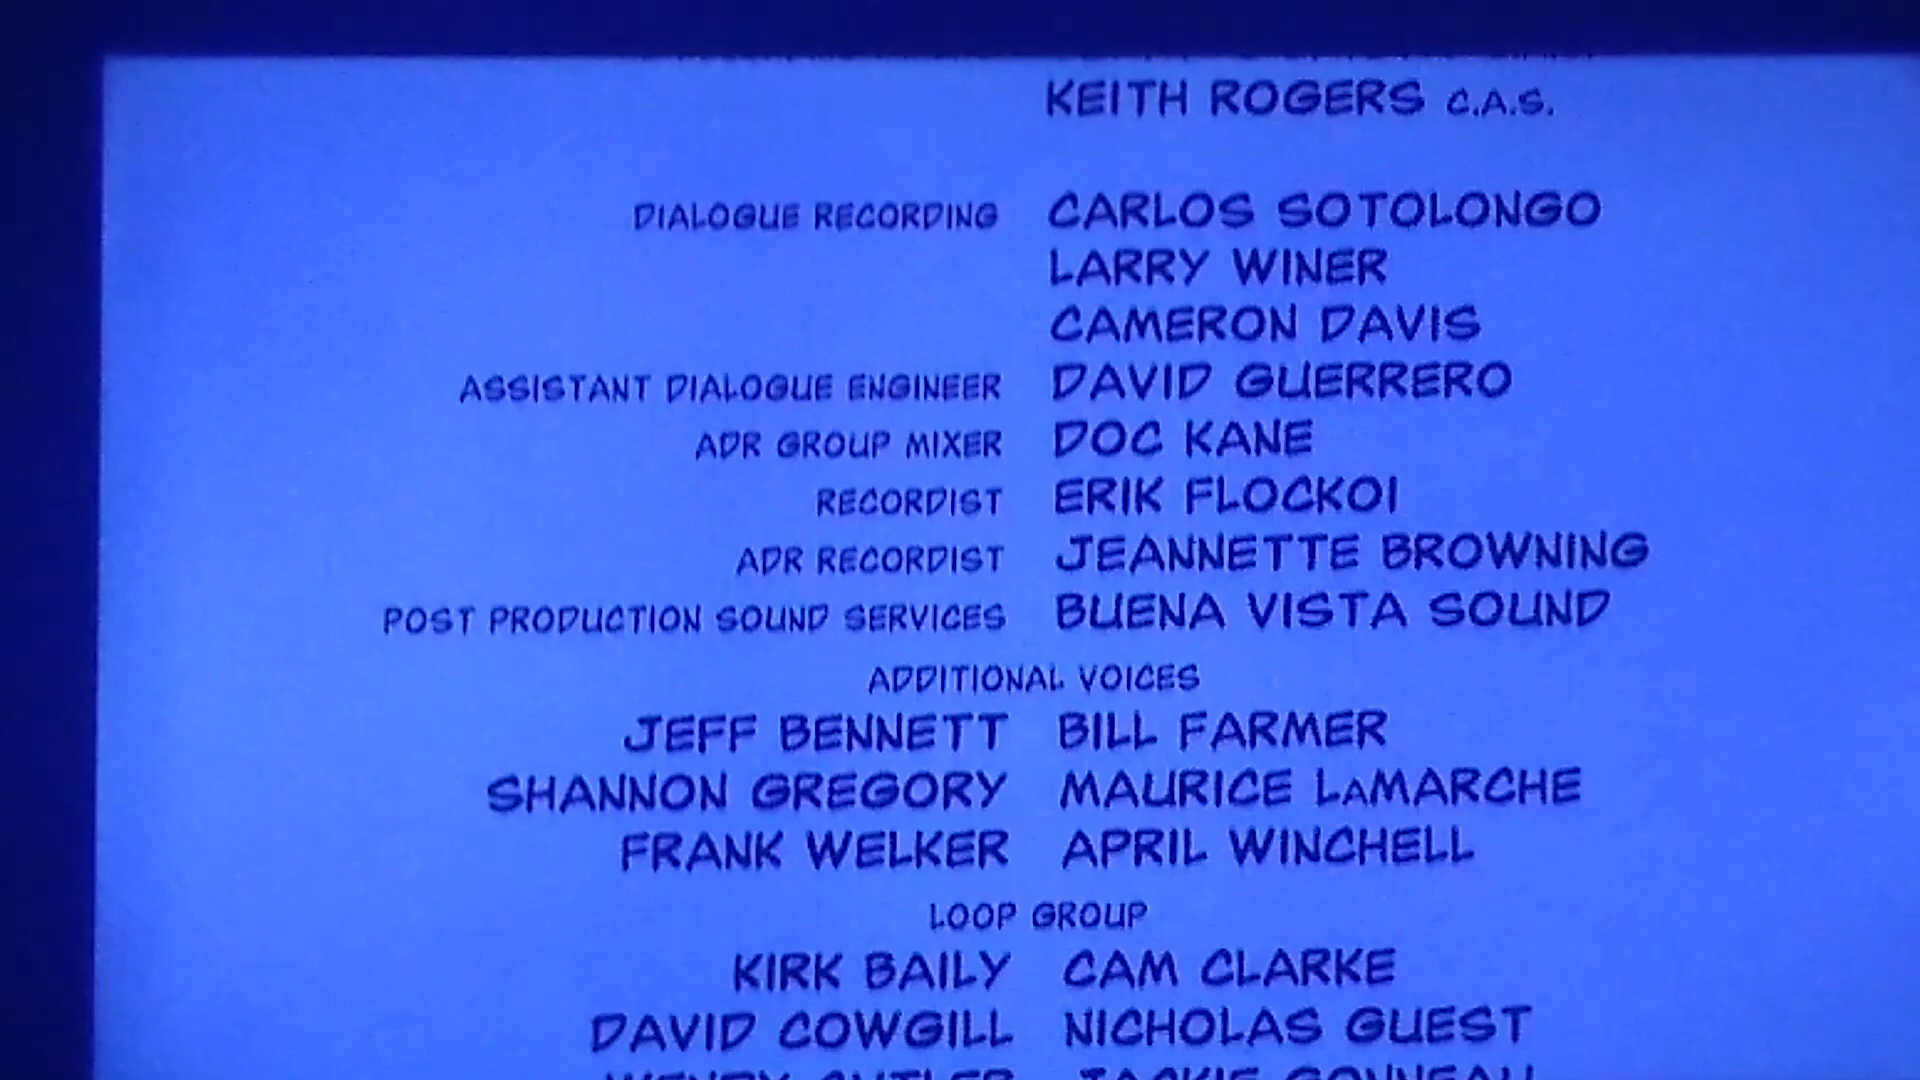 KEITH ROGERS C.A.S.
DIALOGUE RECORDING CARLOS SOTOLONGO
LARRY WINER
CAMERON DAVIS
ASSISTANT DIALOGUE ENGINEER DAVID GUERRERO
ADR GROUP MIXER DOC KANE
RECORDIST ERIK FLOCKOI
ADR RECORDIST JEANNETTE BROWNING
POST PRODUCTION SOUND SERVICES BUENA VISTA SOUND
ADDITIONAL VOICES
JEFF BENNETT BILL FARMER
SHANNON GREGORY MAURICE LAMARCHE
FRANK WELKER APRIL WINCHELL
LOOP GROUP
KIRK BAILY CAM CLARKE
DAVID COWGILL NICHOLAS GUEST